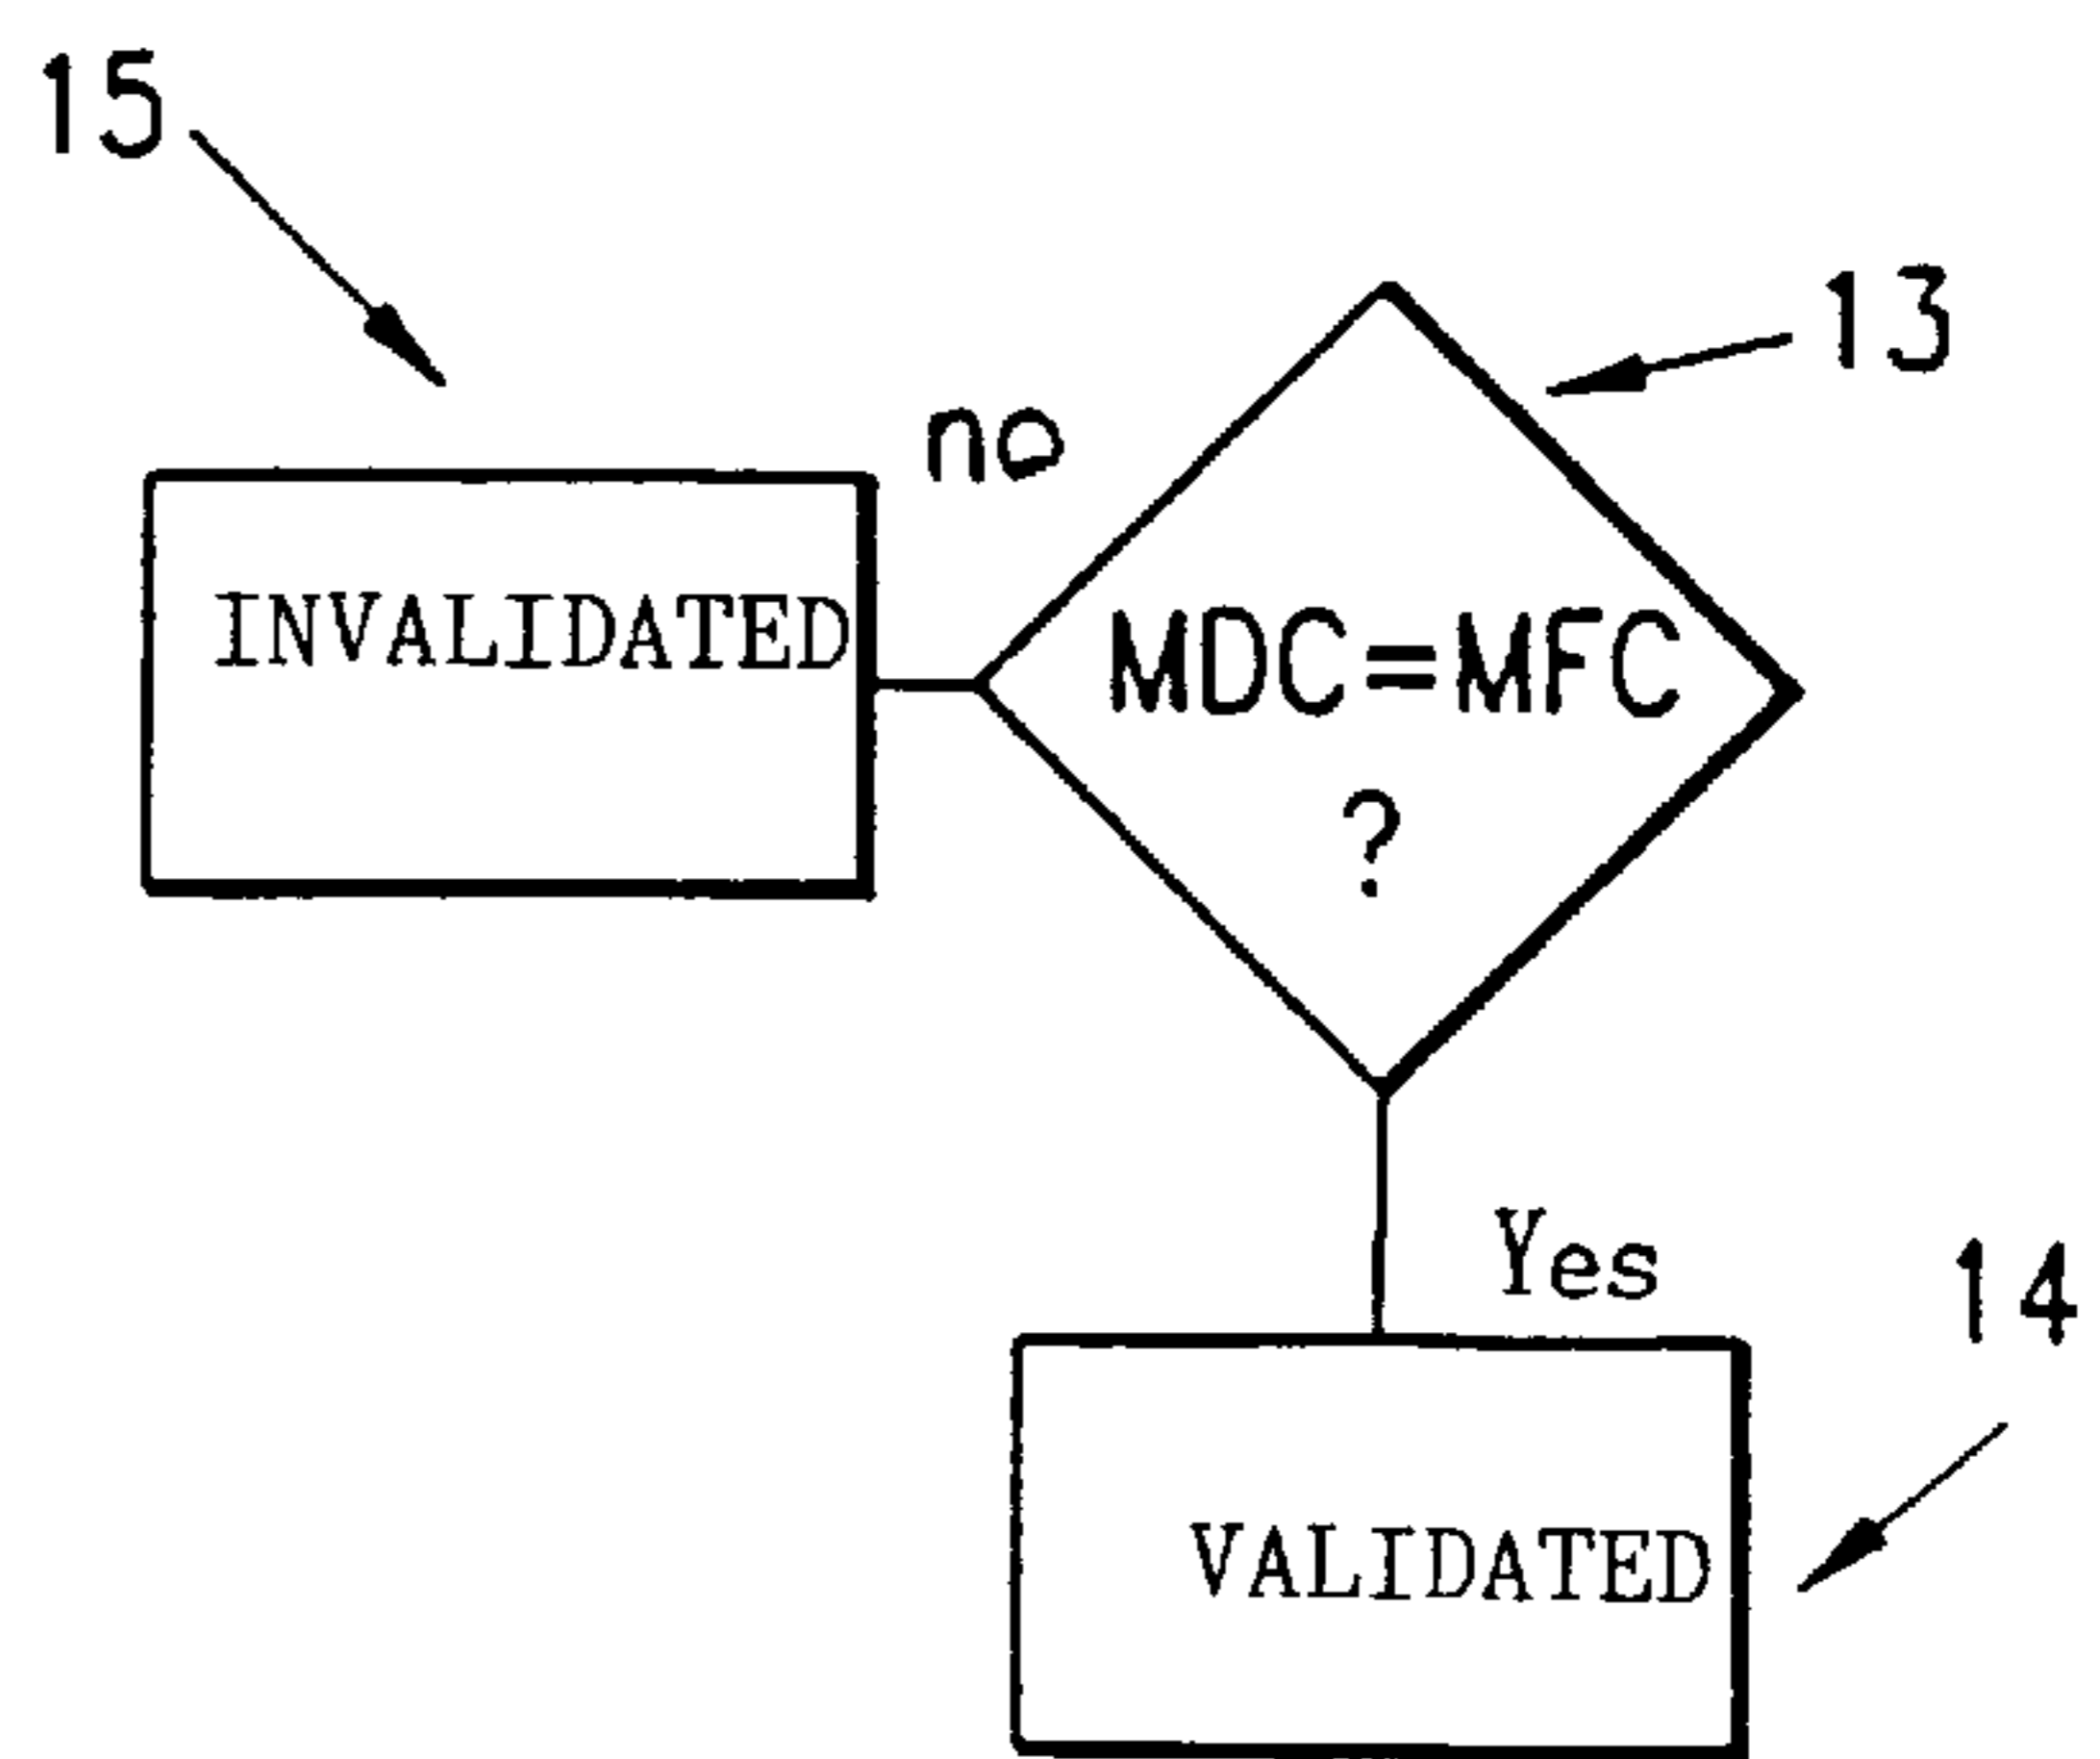 15
13
no
INVALIDATED
MDC=MFC
?
Yes
14
VALIDATED